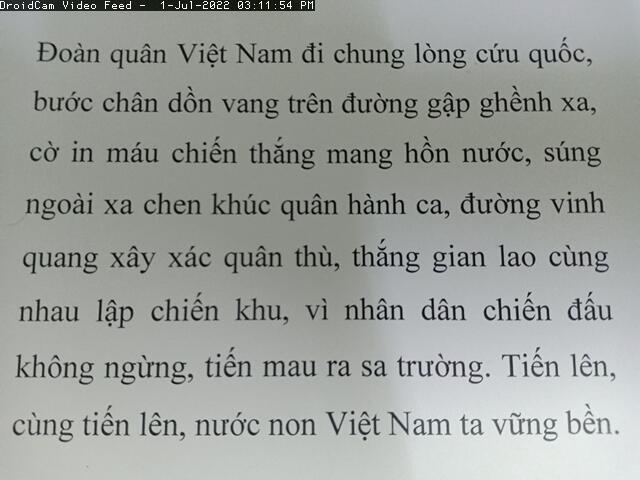 DroidCam Video Feed - 1-Jul-2022 03:11:54 PM
Đoàn quân Việt Nam đi chung lòng cứu quốc,
bước chân dồn vang trên đường gập ghềnh xa,
cờ in máu chiến thắng mang hồn nước, súng
ngoài xa chen khúc quân hành ca, đường vinh
quang xây xác quân thù, thắng gian lao cùng
nhau lập chiến khu, vì nhân dân chiến đấu
không ngừng, tiến mau ra sa trường. Tiến lên,
cùng tiến lên, nước non Việt Nam ta vững bền.